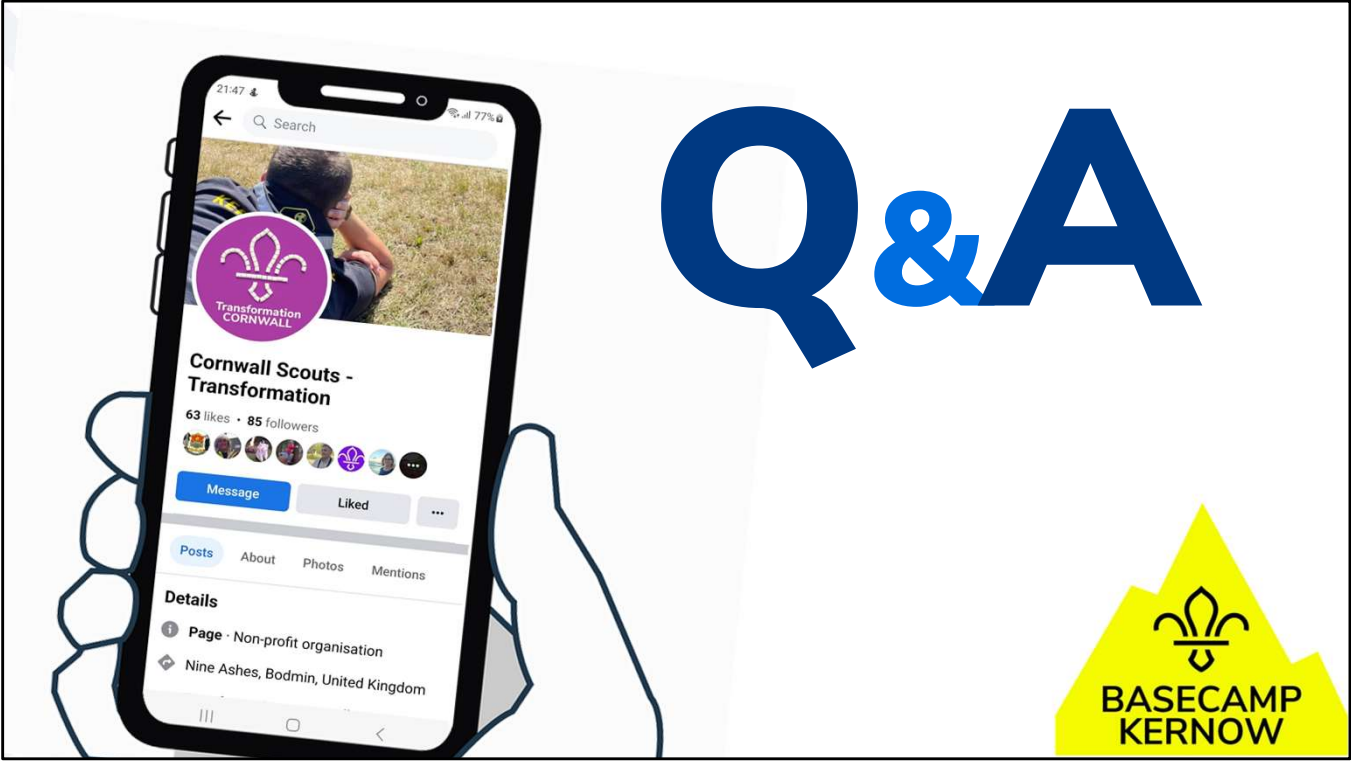 21:47
77%
Search
KE
Transformation
CORNWALL
Cornwall Scouts -
Transformation
63 likes • 85 followers
Message
Liked
Posts
About
Photos
Mentions
Details
Page · Non-profit organisation
Nine Ashes, Bodmin, United Kingdom
Q&A
BASECAMP
KERNOW